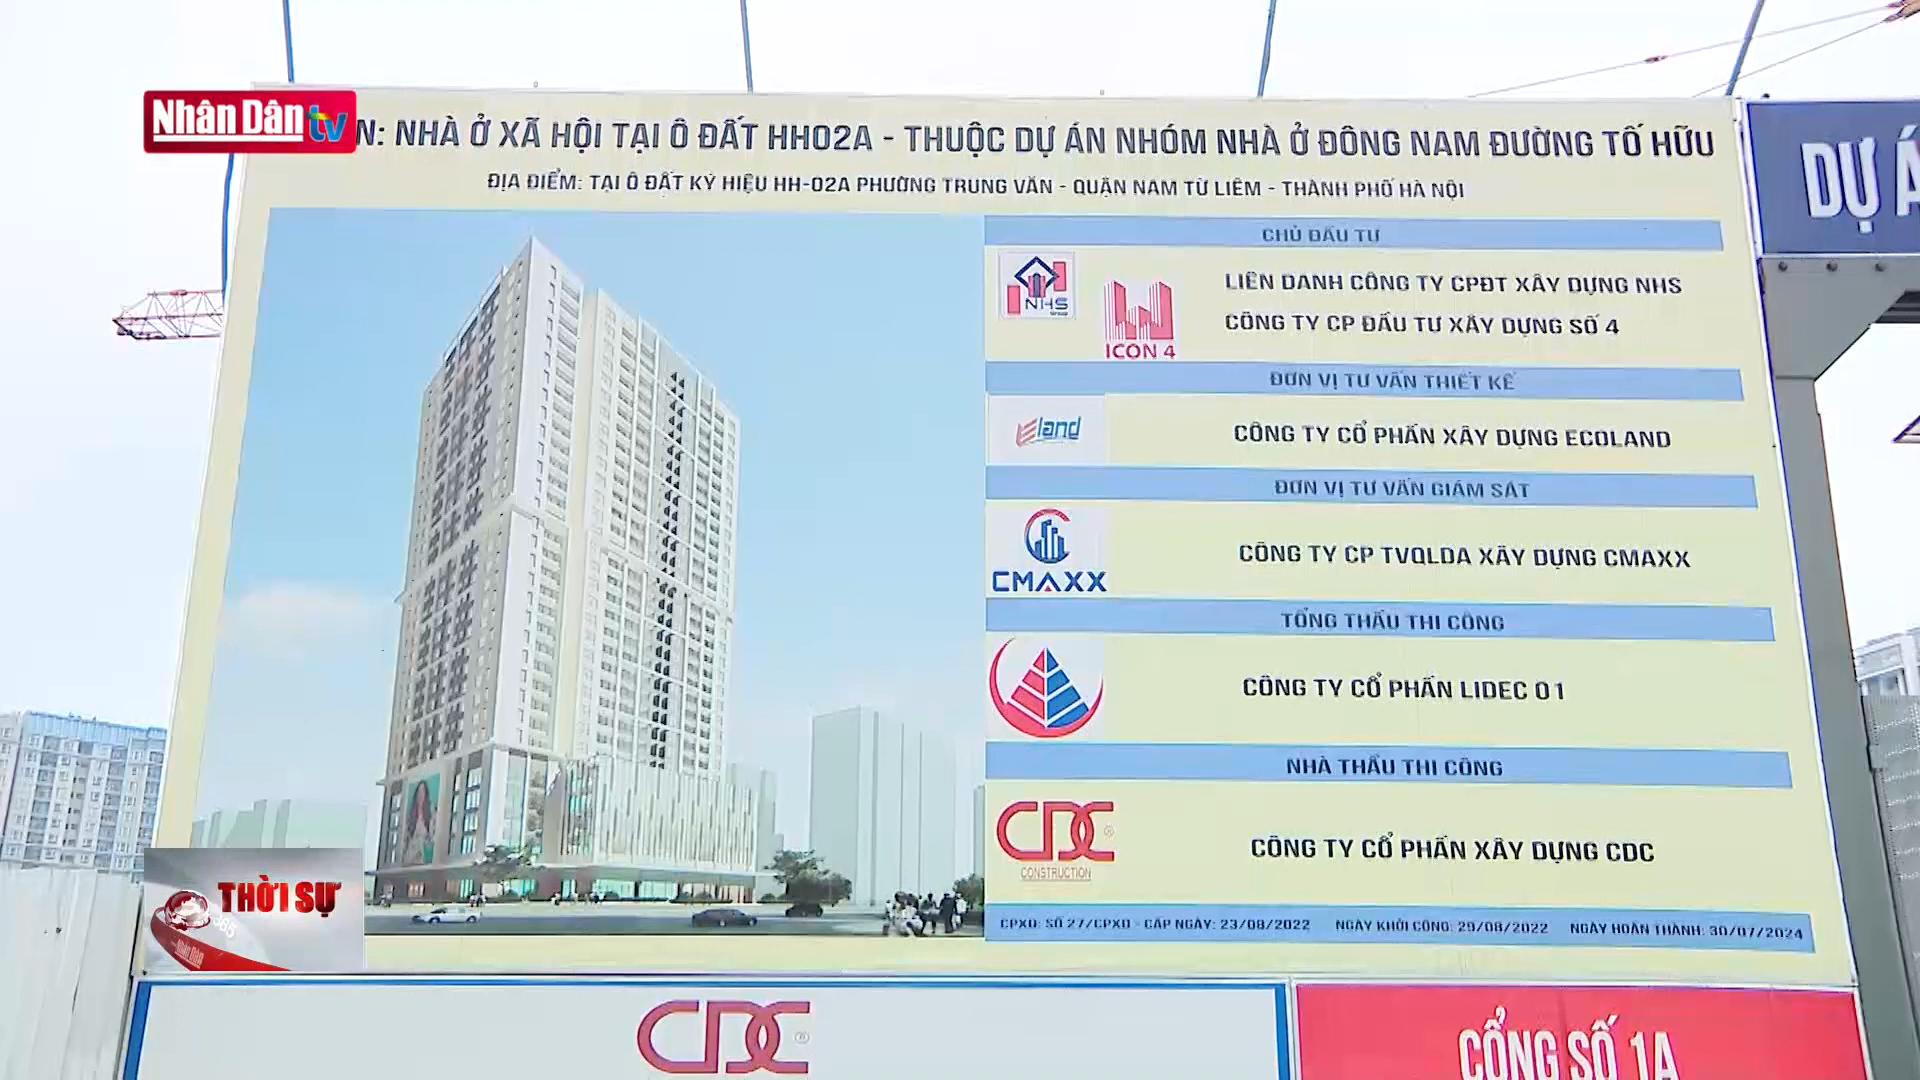 Nhân Dân tv
N: NHÀ Ở XÃ HỘI TẠI Ô ĐẤT HH02A - THUỘC DỰ ÁN NHÓM NHÀ Ở ĐÔNG NAM ĐƯỜNG TỐ HỮU
ĐỊA ĐIỂM: TẠI Ô ĐẤT KÝ HIỆU HH-02A PHƯỜNG TRUNG VĂN - QUẬN NAM TỪ LIÊM - THÀNH PHỐ HÀ NỘI
DỰ Á
CHỦ ĐẦU TƯ
NHS
Group
ICON 4
LIÊN DANH CÔNG TY CPĐT XÂY DỰNG NHS
CÔNG TY CP ĐẦU TƯ XÂY DỰNG SỐ 4
ĐƠN VỊ TƯ VẤN THIẾT KẾ
Eland
CÔNG TY CỔ PHẦN XÂY DỰNG ECOLAND
ĐƠN VỊ TƯ VẤN GIÁM SÁT
CMAXX
CÔNG TY CP TVQLDA XÂY DỰNG CMAXX
TỔNG THẦU THI CÔNG
CÔNG TY CỔ PHẦN LIDEC 01
NHÀ THẦU THI CÔNG
CDC ®
CONSTRUCTION
CÔNG TY CỔ PHẦN XÂY DỰNG CDC
CPXD: SỐ 27/CPXD - CẤP NGÀY: 23/08/2022 NGÀY KHỞI CÔNG: 29/08/2022 NGÀY HOÀN THÀNH: 30/07/2024
THỜI SỰ
365
Nhân Dân
CDC ®
CỔNG SỐ 1A